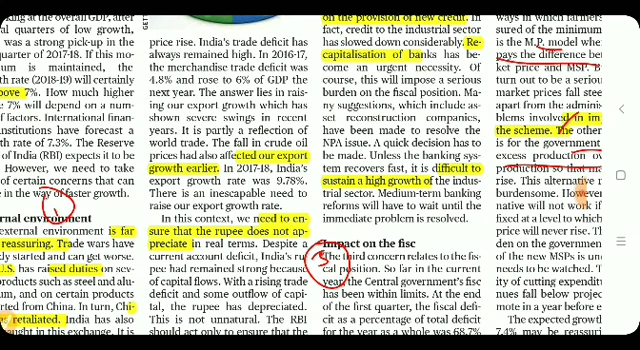 king at the overall GDP, after
al quarters of low growth,
was a strong pick-up in the
quarter of 2017-18. If this mo-
um is maintained, the
th rate (2018-19) will certainly
bove 7%. How much higher
e 7% will depend on a num-
f factors. International finan-
nstitutions have forecast a
th rate of 7.3%. The Reserve
of India (RBI) expects it to be
. However, we need to take
of certain concerns that can
e in the way of faster growth.
rnal environment
external environment is far
reassuring. Trade wars have
dy started and can get worse.
U.S. has raised duties on sev-
products such as steel and alu-
um, and on certain products
orted from China. In turn, Chi-
as retaliated. India has also
aught in this exchange. It is
GETT
price rise. India's trade deficit has
always remained high. In 2016-17,
the merchandise trade deficit was
4.8% and rose to 6% of GDP the
next year. The answer lies in rais-
ing our export growth which has
shown severe swings in recent
years. It is partly a reflection of
world trade. The fall in crude oil
prices had also affected our export
growth earlier. In 2017-18, India's
export growth rate was 9.78%.
There is an inescapable need to
raise our export growth.
In this context, we need to en-
sure that the rupee does not ap-
preciate in real terms. Despite a
current account deficit, India's ru-
pee had remained strong because
of capital flows. With a rising trade
deficit and some outflow of capi-
tal, the rupee has depreciated.
This is not unnatural. The RBI
should act only to ensure that the
on the provision of new credit. In
fact, credit to the industrial sector
has slowed down considerably. Re-
capitalisation of banks has be-
come an urgent necessity. Of
course, this will impose a serious
burden on the fiscal position. Ma-
ny suggestions, which include as-
set reconstruction companies,
have been made to resolve the
NPA issue. A quick decision has to
be made. Unless the banking sys-
tem recovers fast, it is difficult to
sustain a high growth of the indus-
trial sector. Medium-term banking
reforms will have to wait until the
immediate problem is resolved.
Impact on the fisc
3
The third concern relates to the fis-
cal position. So far in the current
year, the Central government's fisc
has been within limits. At the end
of the first quarter, the fiscal defi-
cit as a percentage of total deficit
for the year as a whole was 68.7%
ways in which farmers
sured of the minimum
is the M.P. model whe
pays the difference be
ket price and MSP. B
turn out to be a seriou
market prices fall steep
apart from the adminis
blems involved in im
the scheme. The other
is for the government
excess production ov
production so that ma
rise. This alternative
burdensome. However
native will not work if
fixed at a level to which
price will never rise. Th
den on the government
of the new MSPs is unc
needs to be watched. T
ity of cutting expenditu
nues fall below projec
mote in a year before e
The expected growth
7.4% may be reassuring